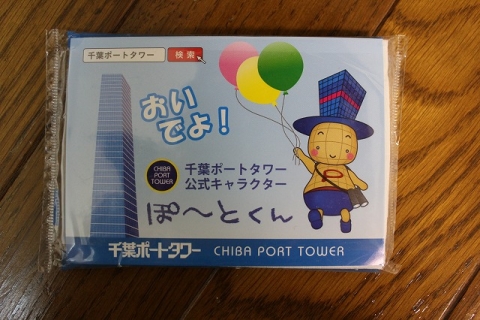 千葉ポートタワー 検索
おい
でよ!
CHIBA
PORT
TOWER
千葉ポートタワー
公式キャラクター
ぽ～とくん
千葉ポートタワー CHIBA PORT TOWER